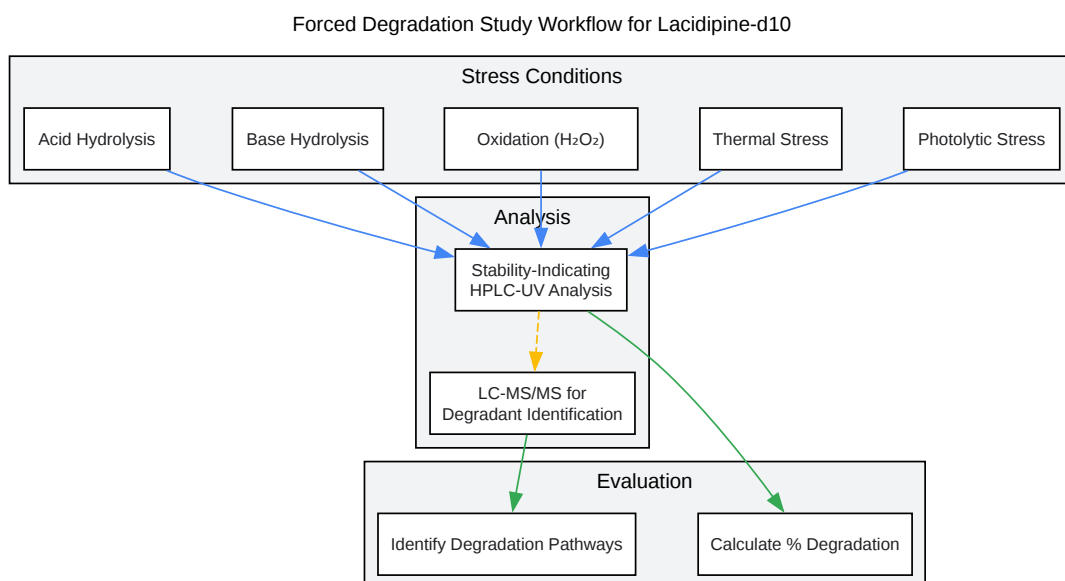 Forced Degradation Study Workflow for Lacidipine-d10
Stress Conditions
Acid Hydrolysis
Base Hydrolysis
Oxidation (H₂O₂)
Thermal Stress
Photolytic Stress
Analysis
Stability-Indicating
HPLC-UV Analysis
LC-MS/MS for
Degradant Identification
Evaluation
Identify Degradation Pathways
Calculate % Degradation